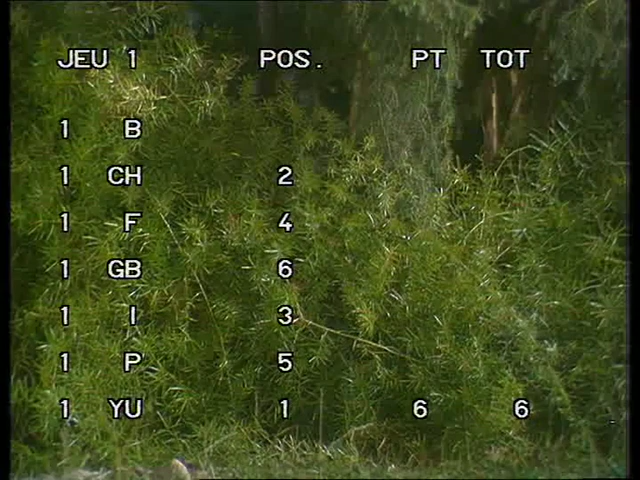 JEU 1 POS. PT TOT
1 B
1 CH 2
1 F 4
1 GB 6
1 I 3
1 P 5
1 YU 1 6 6